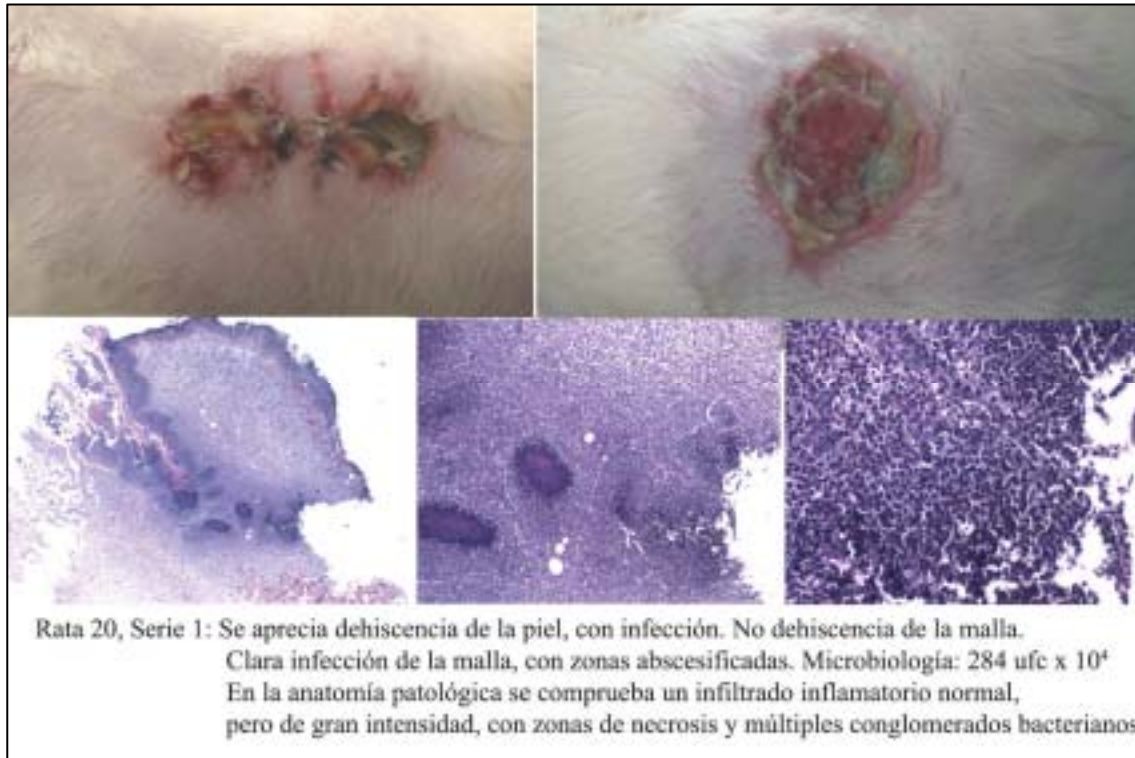 Rata 20, Serie 1: Se aprecia dehiscencia de la piel, con infección. No dehiscencia de la malla.
Clara infección de la malla, con zonas abscesificadas. Microbiología: 284 ufc x 10⁴
En la anatomía patológica se comprueba un infiltrado inflamatorio normal,
pero de gran intensidad, con zonas de necrosis y múltiples conglomerados bacterianos